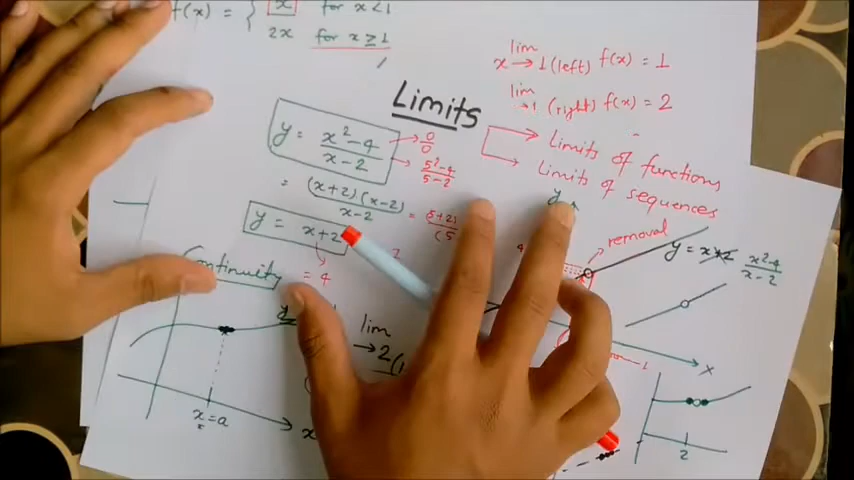 f(x) = { x for x<1
2x for x ≥ 1
lim x→1 (left) f(x) = 1
lim →1 (right) f(x) = 2
Limits
Limits of functions
Limits of sequences
y = x²-4 / x-2
0/0
5²-4 / 5-2
= (x+2)(x-2) / x-2
y = x+2
= 4
y
removal
y = x²-4 / x-2
Continuity
lim
→2
x
x=a
x
2